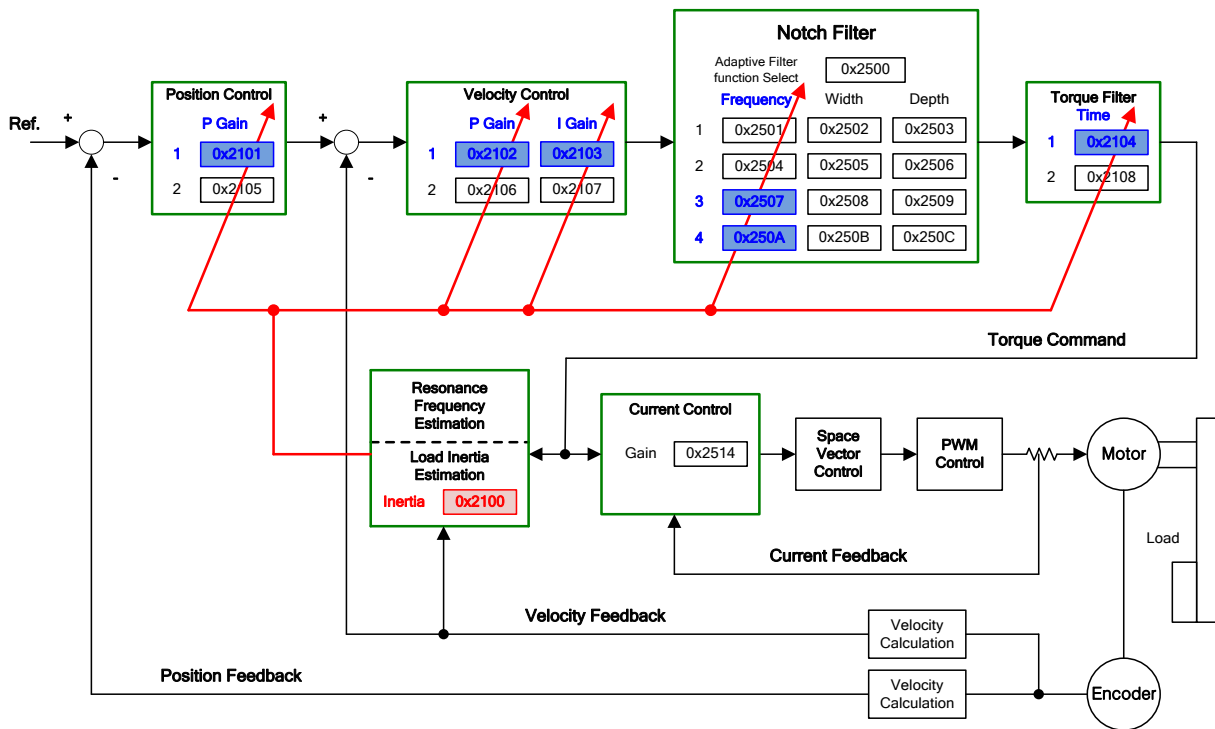 Notch Filter
Adaptive Filter
function Select
0x2500
Frequency
Width
Depth
1
0x2501
0x2502
0x2503
2
0x2504
0x2505
0x2506
3
0x2507
0x2508
0x2509
4
0x250A
0x250B
0x250C
Ref.
+
-
Position Control
P Gain
1
0x2101
2
0x2105
+
-
Velocity Control
P Gain
I Gain
1
0x2102
0x2103
2
0x2106
0x2107
Torque Filter
Time
1
0x2104
2
0x2108
Torque Command
Resonance
Frequency
Estimation
Load Inertia
Estimation
Inertia
0x2100
Current Control
Gain
0x2514
Space
Vector
Control
PWM
Control
Motor
Load
Current Feedback
Velocity Feedback
Velocity
Calculation
Position Feedback
Velocity
Calculation
Encoder